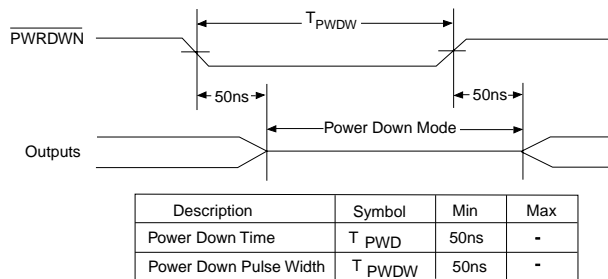 T PWDW
PWRDWN
50ns 50ns
Power Down Mode
Outputs
Description Symbol Min Max
Power Down Time T PWD 50ns -
Power Down Pulse Width T PWDW 50ns -